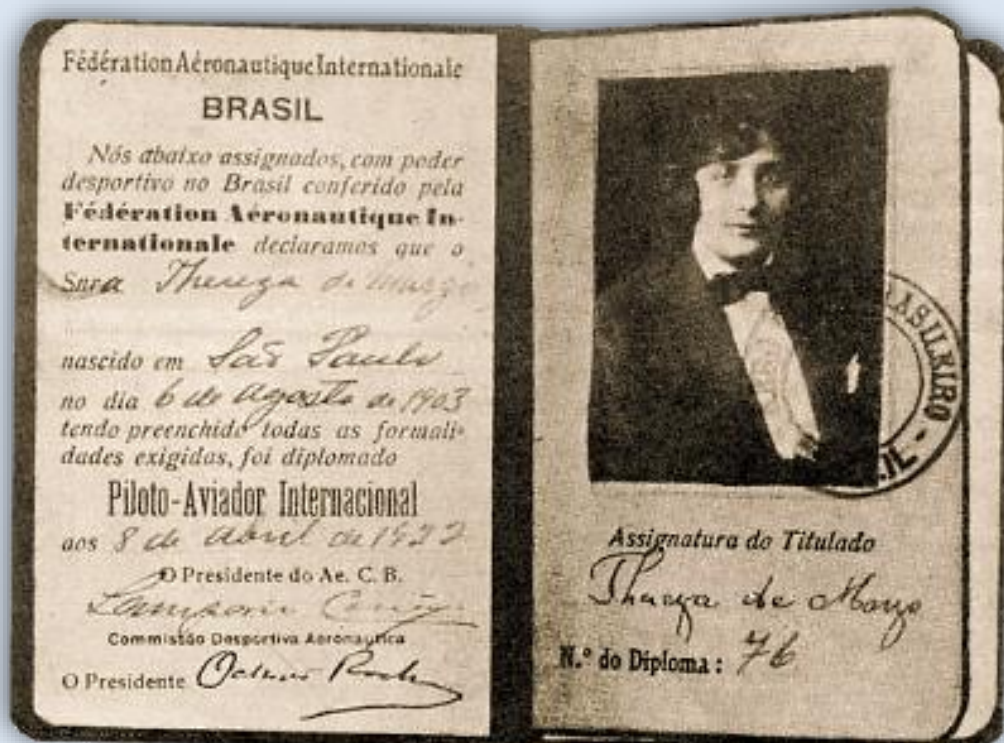 Fédération Aéronautique Internationale
BRASIL
Nós abaixo assignados, com poder
desportivo no Brasil conferido pela
Fédération Aéronautique In-
ternationale declaramos que o
Snra Thereza de Marzo
nascido em São Paulo
no dia 6 de Agosto de 1903
tendo preenchido todas as formali-
dades exigidas, foi diplomado
Piloto-Aviador Internacional
aos 8 de Abril de 1922
O Presidente do Ae. C. B.
Commissão Desportiva Aeronautica
O Presidente
ASILEIRO - 
IL
Assignatura do Titulado
Thereza de Marzo
N.º do Diploma: 76